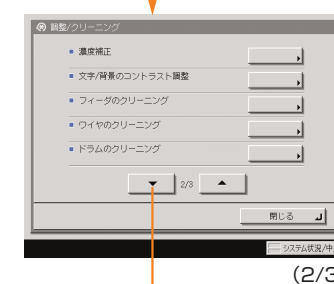 調整/クリーニング
濃度補正
文字/背景のコントラスト調整
フィーダのクリーニング
ワイヤのクリーニング
ドラムのクリーニング
▼ 2/3 ▲
閉じる
システム状況/中
(2/3